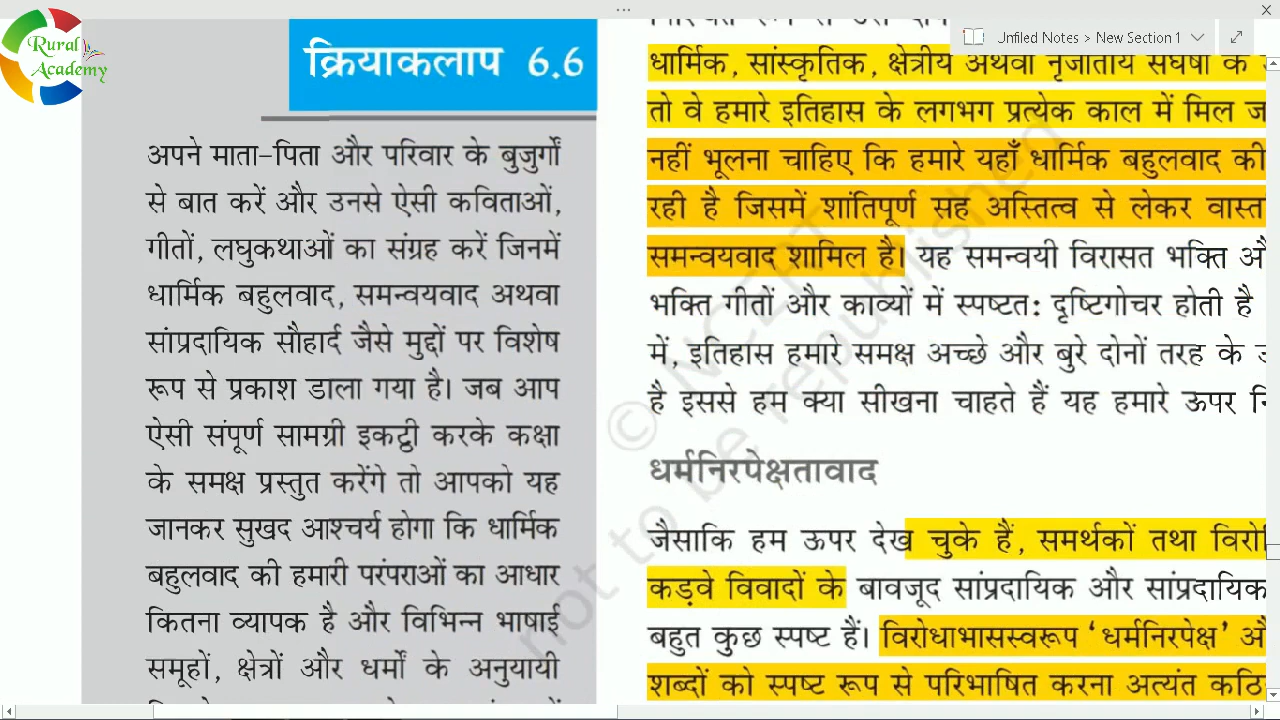 Rural
Academy
Unfiled Notes > New Section 1
क्रियाकलाप 6.6
अपने माता-पिता और परिवार के बुजुर्गों
से बात करें और उनसे ऐसी कविताओं,
गीतों, लघुकथाओं का संग्रह करें जिनमें
धार्मिक बहुलवाद, समन्वयवाद अथवा
सांप्रदायिक सौहार्द जैसे मुद्दों पर विशेष
रूप से प्रकाश डाला गया है। जब आप
ऐसी संपूर्ण सामग्री इकट्ठी करके कक्षा
के समक्ष प्रस्तुत करेंगे तो आपको यह
जानकर सुखद आश्चर्य होगा कि धार्मिक
बहुलवाद की हमारी परंपराओं का आधार
कितना व्यापक है और विभिन्न भाषाई
समूहों, क्षेत्रों और धर्मों के अनुयायी
धार्मिक, सांस्कृतिक, क्षेत्रीय अथवा नृजातीय संघर्षों के
तो वे हमारे इतिहास के लगभग प्रत्येक काल में मिल
नहीं भूलना चाहिए कि हमारे यहाँ धार्मिक बहुलवाद की
रही है जिसमें शांतिपूर्ण सह अस्तित्व से लेकर
समन्वयवाद शामिल है। यह समन्वयी विरासत भक्ति
भक्ति गीतों और काव्यों में स्पष्टत: दृष्टिगोचर होती है
में, इतिहास हमारे समक्ष अच्छे और बुरे दोनों तरह के
है इससे हम क्या सीखना चाहते हैं यह हमारे ऊपर
धर्मनिरपेक्षतावाद
जैसाकि हम ऊपर देख चुके हैं, समर्थकों तथा
कड़वे विवादों के बावजूद सांप्रदायिक और सांप्रदायिक
बहुत कुछ स्पष्ट हैं। विरोधाभासस्वरूप ‘धर्मनिरपेक्ष’
शब्दों को स्पष्ट रूप से परिभाषित करना अत्यंत
© NCERT
not to be republished